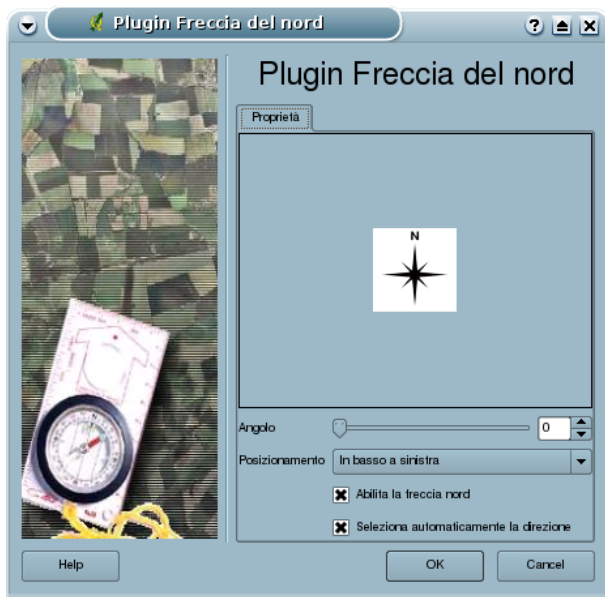 Plugin Freccia del nord
Plugin Freccia del nord
Proprietà
N
Angolo
0
Posizionamento
In basso a sinistra
Abilita la freccia nord
Seleziona automaticamente la direzione
Help
OK
Cancel